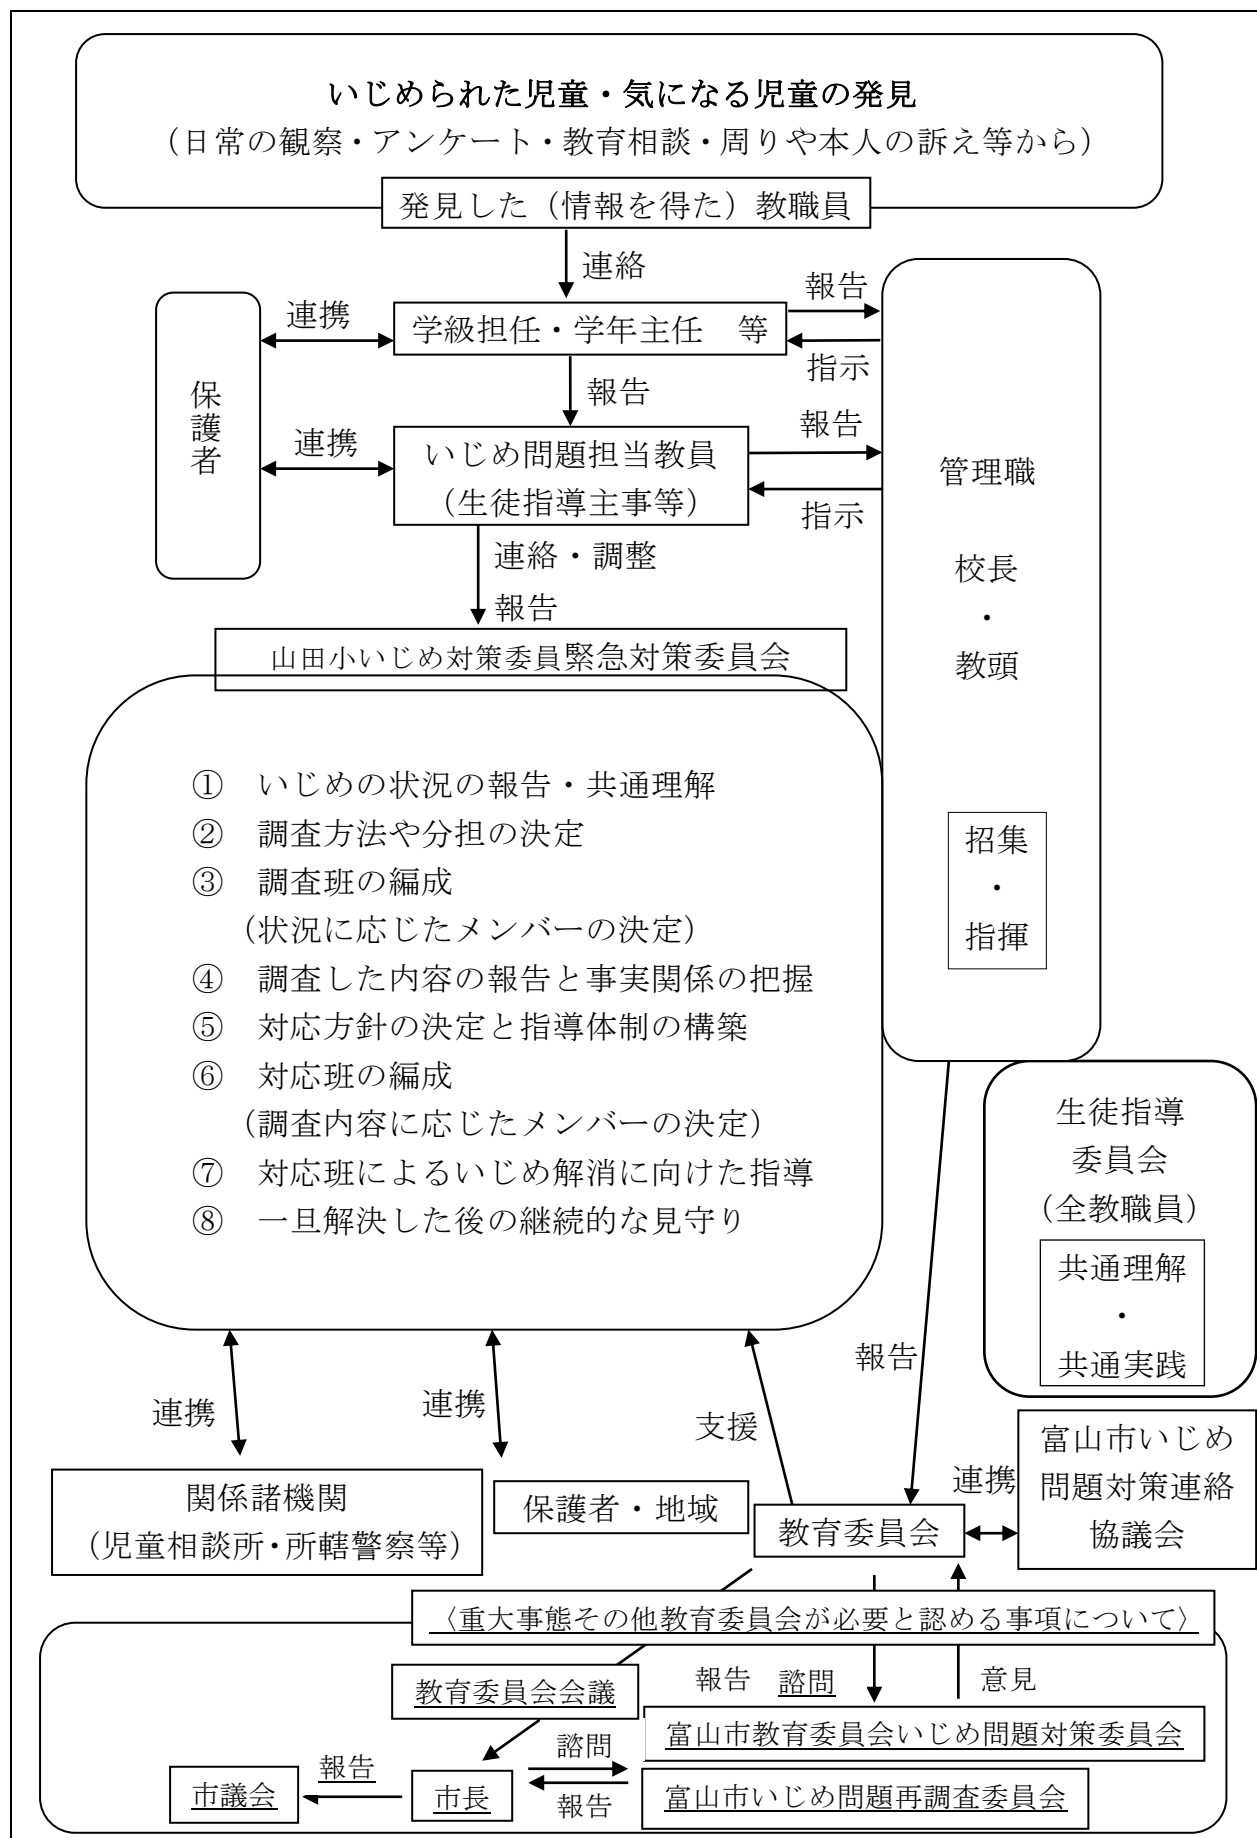 いじめられた児童・気になる児童の発見
（日常の観察・アンケート・教育相談・周りや本人の訴え等から）
発見した（情報を得た）教職員
連絡
報告
連携
学級担任・学年主任　等
指示
保護者
報告
報告
連携
いじめ問題担当教員
（生徒指導主事等）
指示
管理職
校長
・
教頭
招集
・
指揮
連絡・調整
報告
山田小いじめ対策委員緊急対策委員会
①　いじめの状況の報告・共通理解
②　調査方法や分担の決定
③　調査班の編成
（状況に応じたメンバーの決定）
④　調査した内容の報告と事実関係の把握
⑤　対応方針の決定と指導体制の構築
⑥　対応班の編成
（調査内容に応じたメンバーの決定）
⑦　対応班によるいじめ解消に向けた指導
⑧　一旦解決した後の継続的な見守り
生徒指導
委員会
（全教職員）
共通理解
・
共通実践
報告
連携
連携
支援
関係諸機関
（児童相談所・所轄警察等）
保護者・地域
教育委員会
連携
富山市いじめ
問題対策連絡
協議会
〈重大事態その他教育委員会が必要と認める事項について〉
教育委員会会議
報告　諮問
意見
富山市教育委員会いじめ問題対策委員会
諮問
報告
市議会
市長
報告
富山市いじめ問題再調査委員会